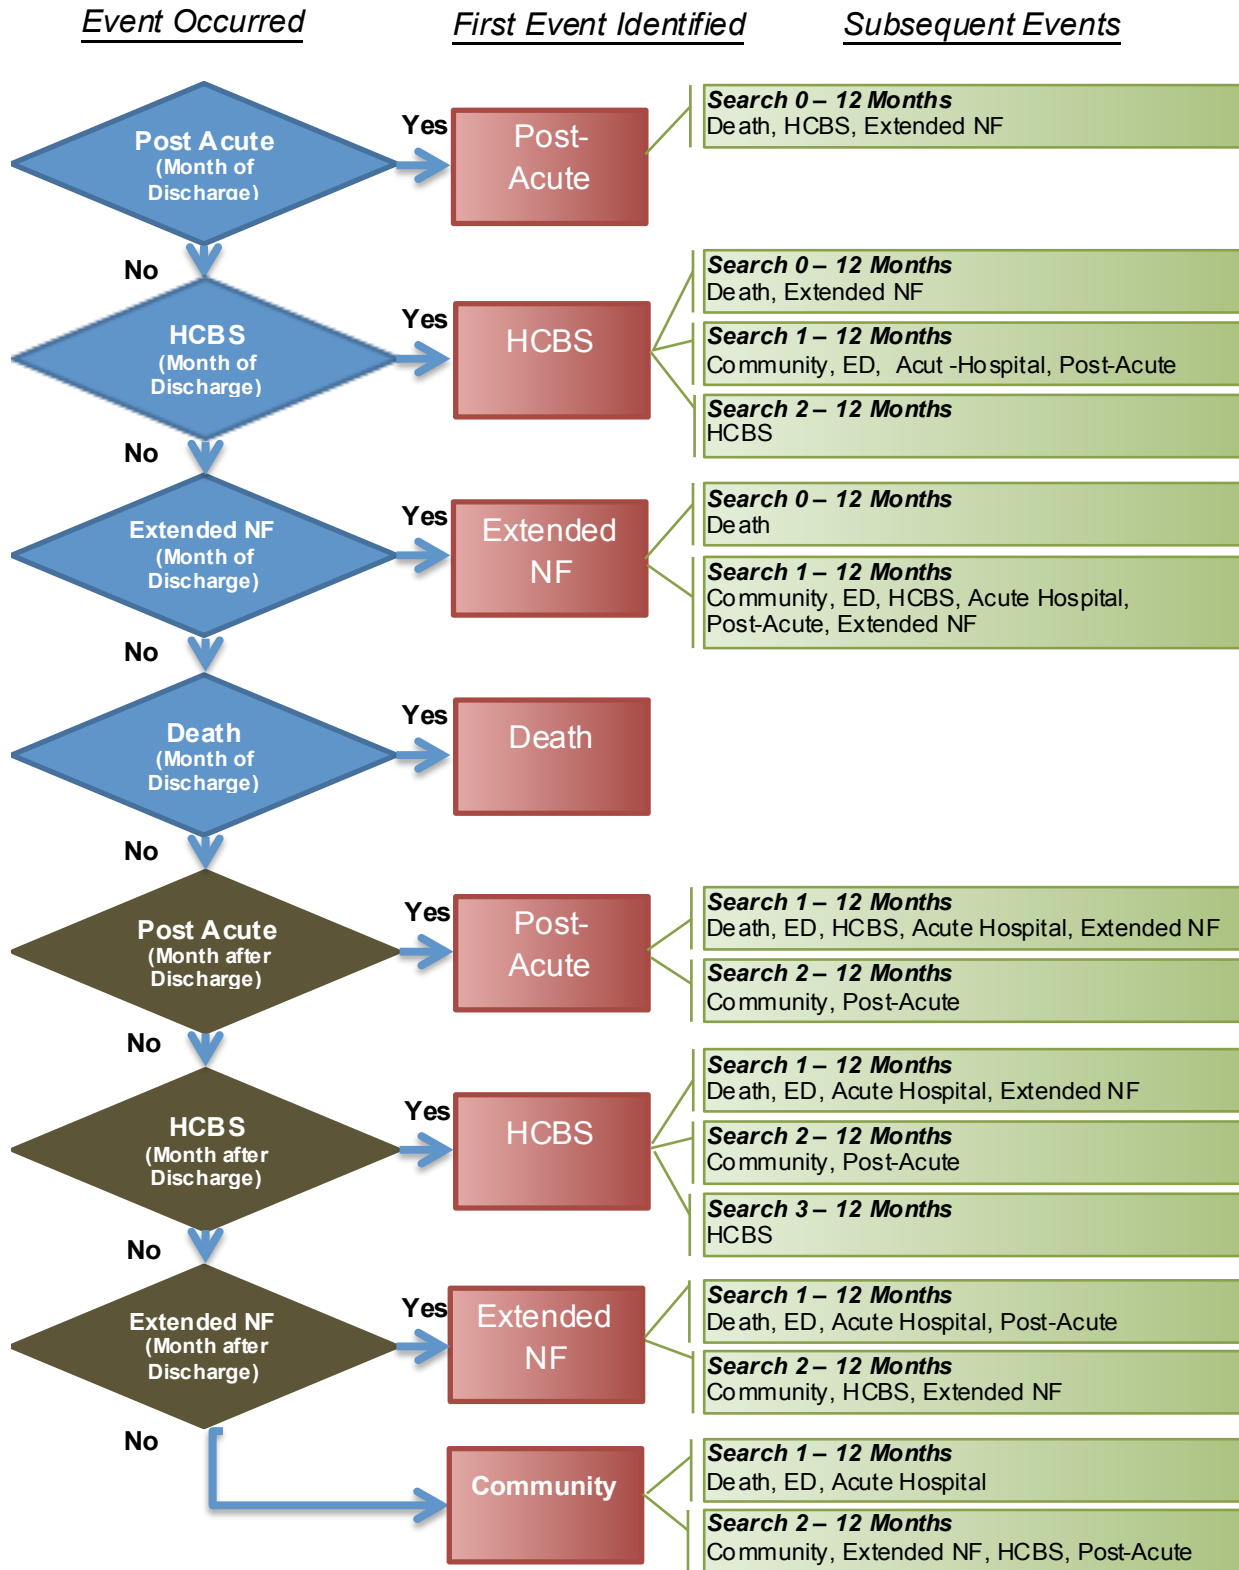 Event Occurred
First Event Identified
Subsequent Events
Post Acute
(Month of
Discharge)
Yes
Post-
Acute
Search 0 – 12 Months
Death, HCBS, Extended NF
No
HCBS
(Month of
Discharge)
Yes
HCBS
Search 0 – 12 Months
Death, Extended NF
Search 1 – 12 Months
Community, ED, Acut -Hospital, Post-Acute
Search 2 – 12 Months
HCBS
No
Extended NF
(Month of
Discharge)
Yes
Extended
NF
Search 0 – 12 Months
Death
Search 1 – 12 Months
Community, ED, HCBS, Acute Hospital,
Post-Acute, Extended NF
No
Death
(Month of
Discharge)
Yes
Death
No
Post Acute
(Month after
Discharge)
Yes
Post-
Acute
Search 1 – 12 Months
Death, ED, HCBS, Acute Hospital, Extended NF
Search 2 – 12 Months
Community, Post-Acute
No
HCBS
(Month after
Discharge)
Yes
HCBS
Search 1 – 12 Months
Death, ED, Acute Hospital, Extended NF
Search 2 – 12 Months
Community, Post-Acute
Search 3 – 12 Months
HCBS
No
Extended NF
(Month after
Discharge)
Yes
Extended
NF
Search 1 – 12 Months
Death, ED, Acute Hospital, Post-Acute
Search 2 – 12 Months
Community, HCBS, Extended NF
No
Community
Search 1 – 12 Months
Death, ED, Acute Hospital
Search 2 – 12 Months
Community, Extended NF, HCBS, Post-Acute